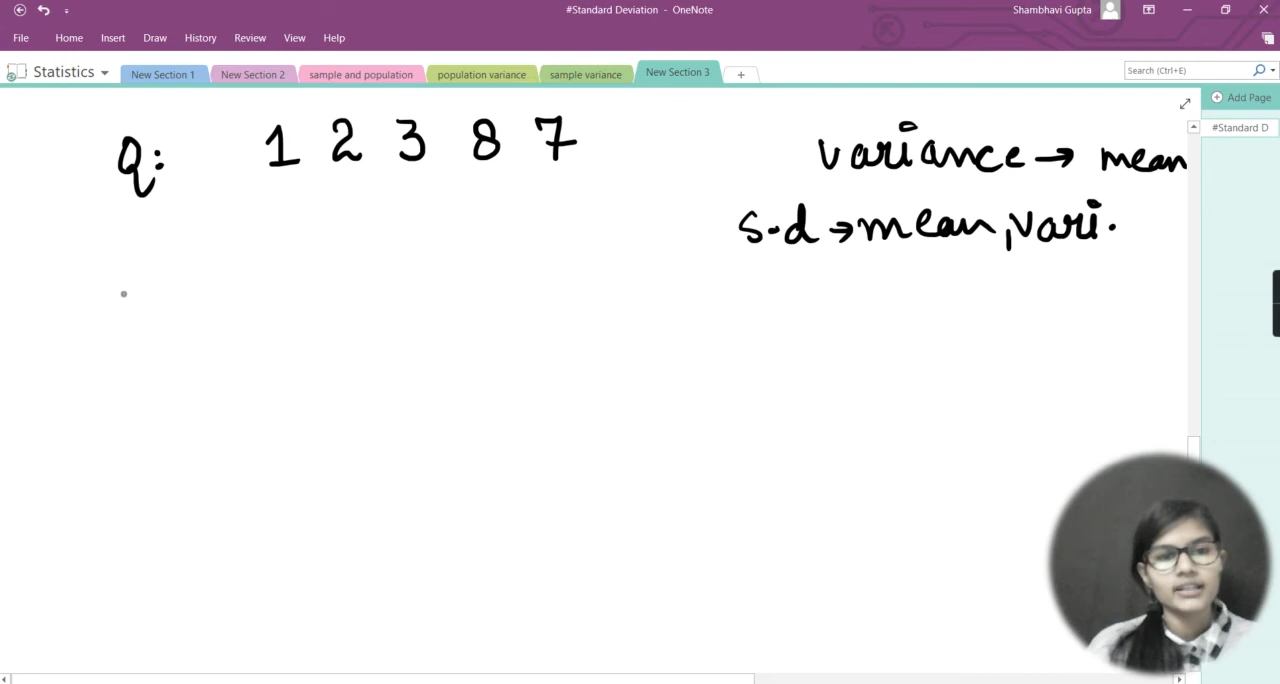 #Standard Deviation - OneNote
Shambhavi Gupta
File Home Insert Draw History Review View Help
Statistics New Section 1 New Section 2 sample and population population variance sample variance New Section 3 +
Search (Ctrl+E)
Add Page
#Standard D
Q: 1 2 3 8 7
variance → mean
s.d → mean, vari.